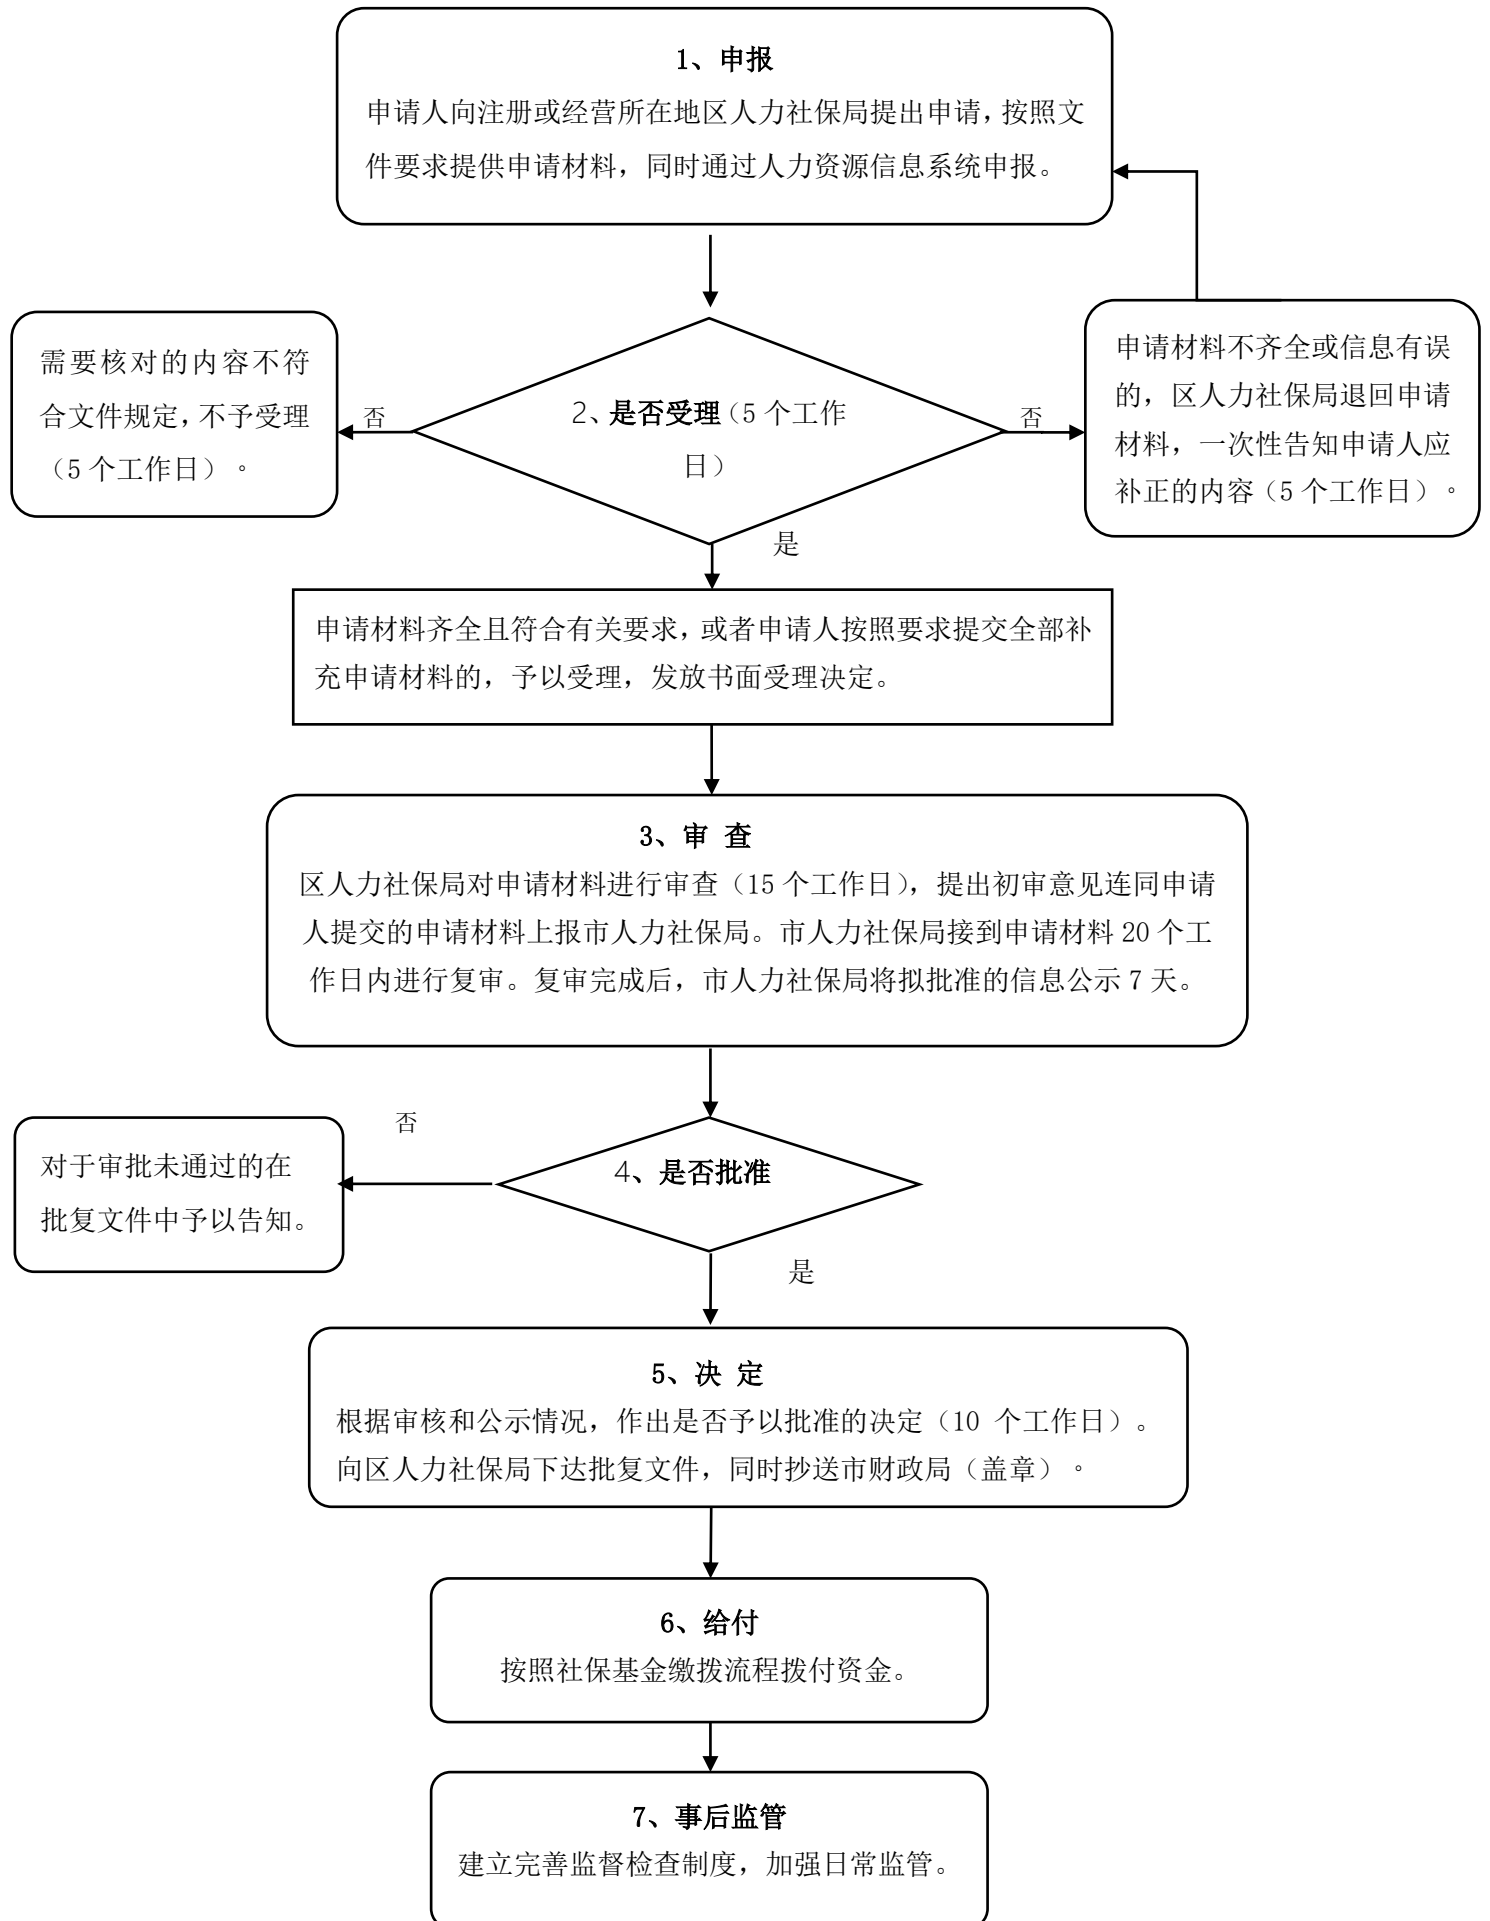 1、申报
申请人向注册或经营所在地区人力社保局提出申请，按照文
件要求提供申请材料，同时通过人力资源信息系统申报。
需要核对的内容不符
合文件规定，不予受理
（5 个工作日）。
否
2、是否受理（5 个工作
日）
否
申请材料不齐全或信息有误
的，区人力社保局退回申请
材料，一次性告知申请人应
补正的内容（5 个工作日）。
是
申请材料齐全且符合有关要求，或者申请人按照要求提交全部补
充申请材料的，予以受理，发放书面受理决定。
3、审 查
区人力社保局对申请材料进行审查（15 个工作日），提出初审意见连同申请
人提交的申请材料上报市人力社保局。市人力社保局接到申请材料 20 个工
作日内进行复审。复审完成后，市人力社保局将拟批准的信息公示 7 天。
否
对于审批未通过的在
批复文件中予以告知。
4、是否批准
是
5、决 定
根据审核和公示情况，作出是否予以批准的决定（10 个工作日）。
向区人力社保局下达批复文件，同时抄送市财政局（盖章）。
6、给付
按照社保基金缴拨流程拨付资金。
7、事后监管
建立完善监督检查制度，加强日常监管。